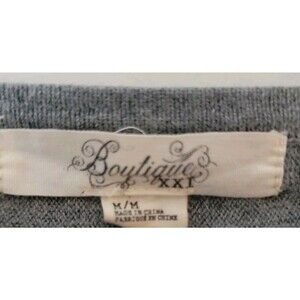 Boutique
XXI
M/M
MADE IN CHINA
FABRIQUÉ EN CHINE